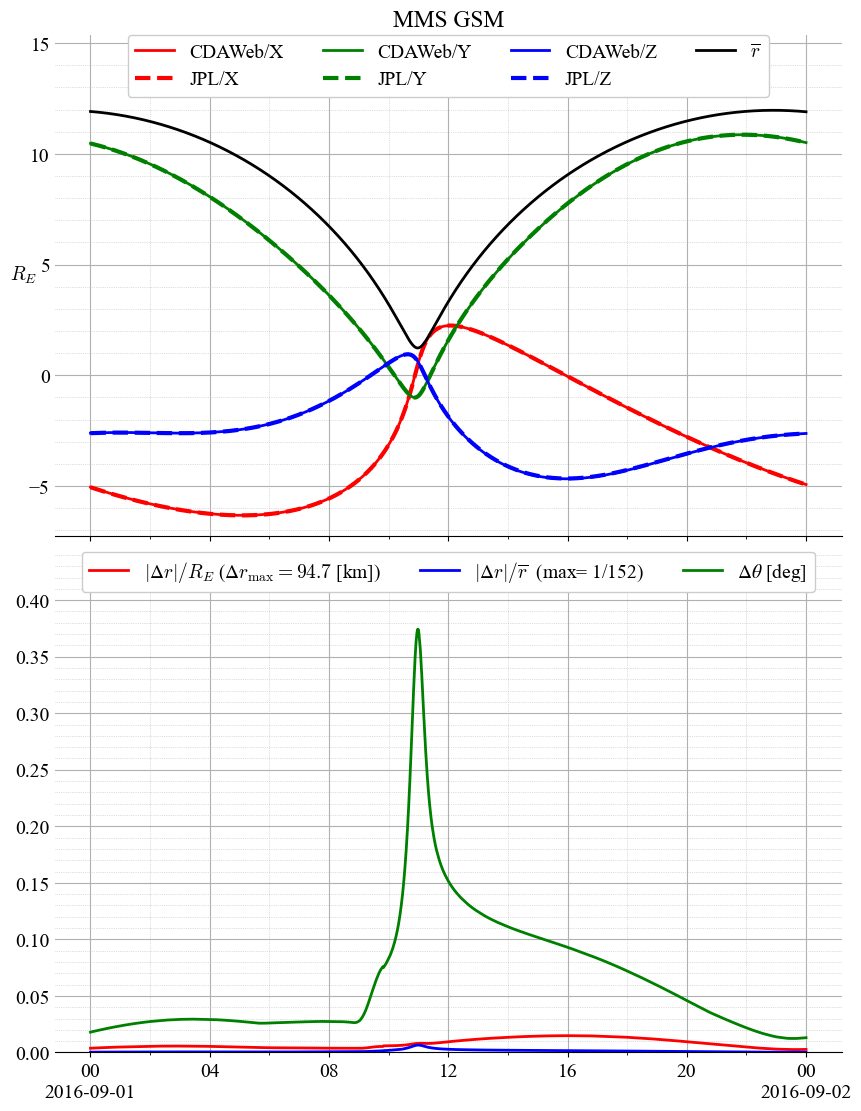 MMS GSM
CDAWeb/X CDAWeb/Y CDAWeb/Z r̅
JPL/X JPL/Y JPL/Z
15
10
5
R_E
0
−5
|Δr|/R_E (Δr_max = 94.7 [km]) |Δr|/r̅ (max= 1/152) Δθ [deg]
0.40
0.35
0.30
0.25
0.20
0.15
0.10
0.05
0.00
00 04 08 12 16 20 00
2016-09-01 2016-09-02